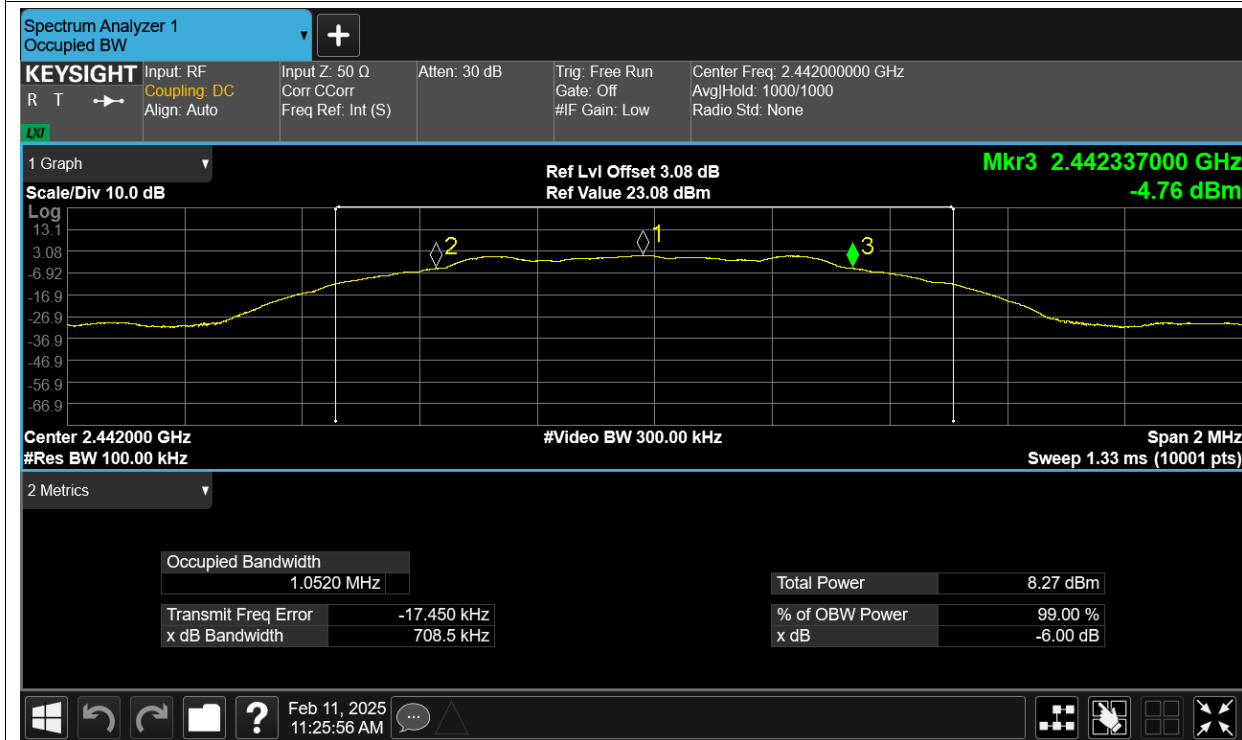 Spectrum Analyzer 1
Occupied BW
KEYSIGHT
R T
LXI
Input: RF
Coupling: DC
Align: Auto
Input Z: 50 Ω
Corr CCorr
Freq Ref: Int (S)
Atten: 30 dB
Trig: Free Run
Gate: Off
#IF Gain: Low
Center Freq: 2.442000000 GHz
Avg|Hold: 1000/1000
Radio Std: None
1 Graph
Scale/Div 10.0 dB
Ref Lvl Offset 3.08 dB
Ref Value 23.08 dBm
Mkr3 2.442337000 GHz
-4.76 dBm
Log
13.1
3.08
-6.92
-16.9
-26.9
-36.9
-46.9
-56.9
-66.9
2
1
3
Center 2.442000 GHz
#Res BW 100.00 kHz
#Video BW 300.00 kHz
Span 2 MHz
Sweep 1.33 ms (10001 pts)
2 Metrics
Occupied Bandwidth
1.0520 MHz
Transmit Freq Error -17.450 kHz
x dB Bandwidth 708.5 kHz
Total Power 8.27 dBm
% of OBW Power 99.00 %
x dB -6.00 dB
?
Feb 11, 2025
11:25:56 AM